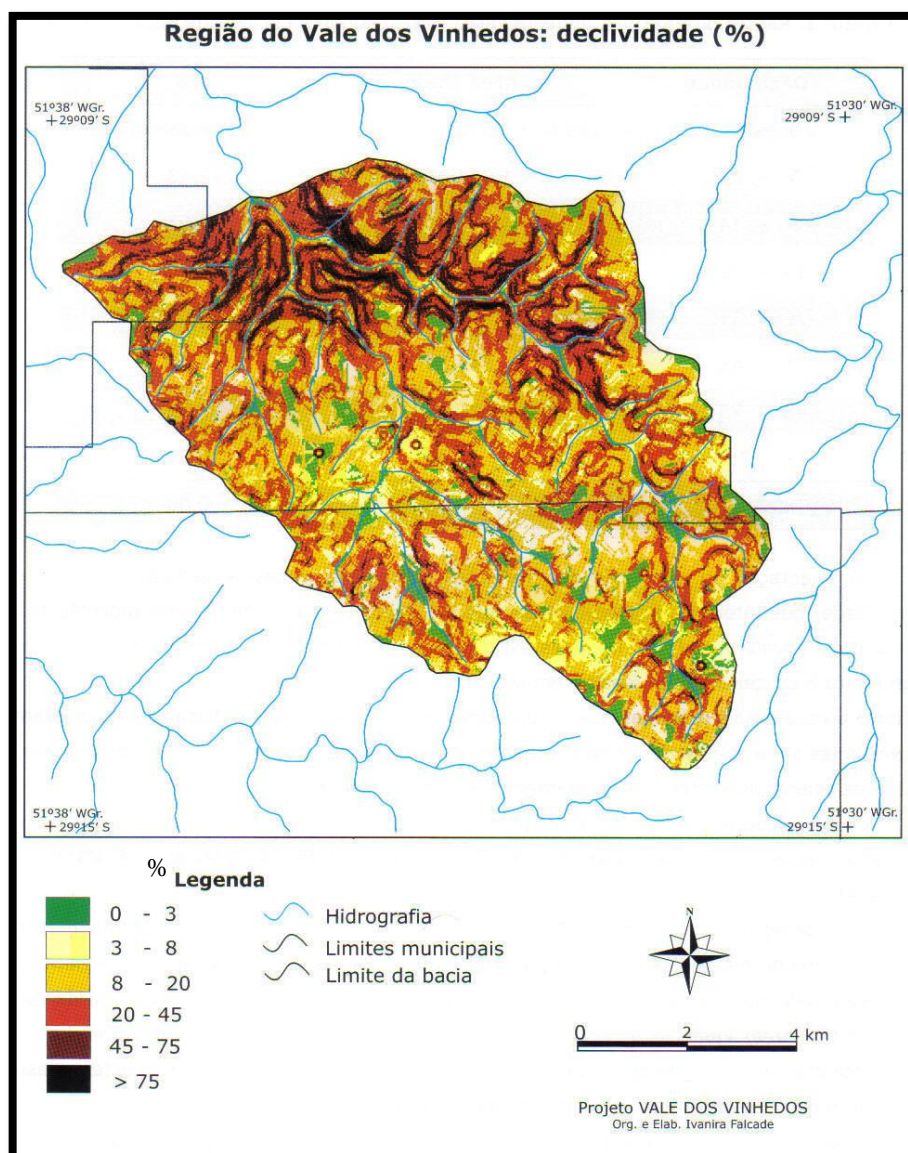 Região do Vale dos Vinhedos: declividade (%)
51º38' WGr.
29º09' S
51º30' WGr.
29º09' S
51º38' WGr.
29º15' S
51º30' WGr.
29º15' S
% Legenda
0 - 3
3 - 8
8 - 20
20 - 45
45 - 75
> 75
Hidrografia
Limites municipais
Limite da bacia
N
0 2 4 km
Projeto VALE DOS VINHEDOS
Org. e Elab. Ivanira Falcade